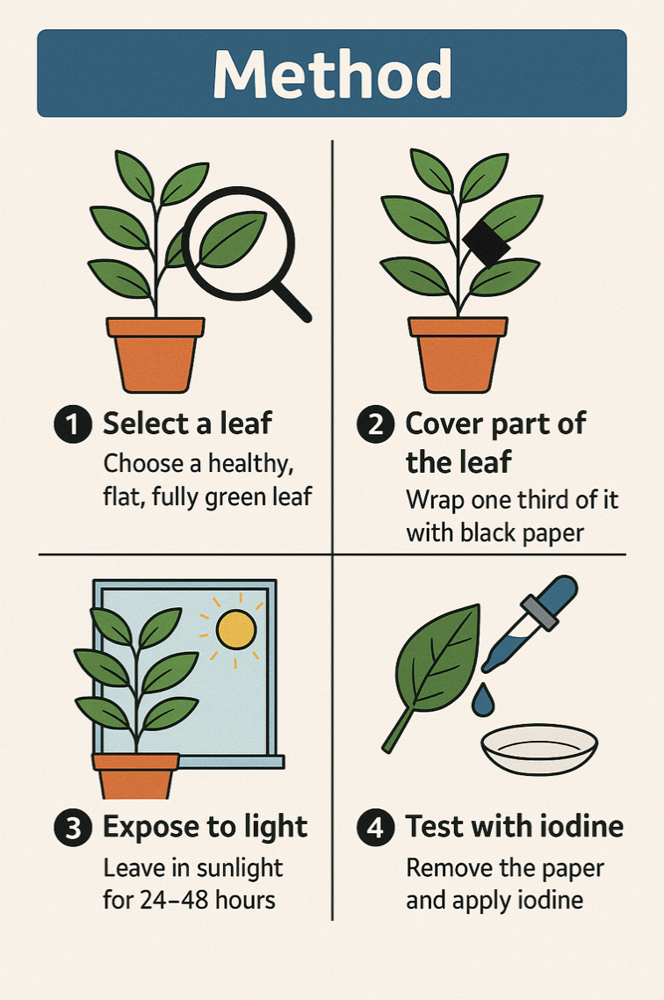 Method
1 Select a leaf
Choose a healthy,
flat, fully green leaf
2 Cover part of
the leaf
Wrap one third of it
with black paper
3 Expose to light
Leave in sunlight
for 24–48 hours
4 Test with iodine
Remove the paper
and apply iodine